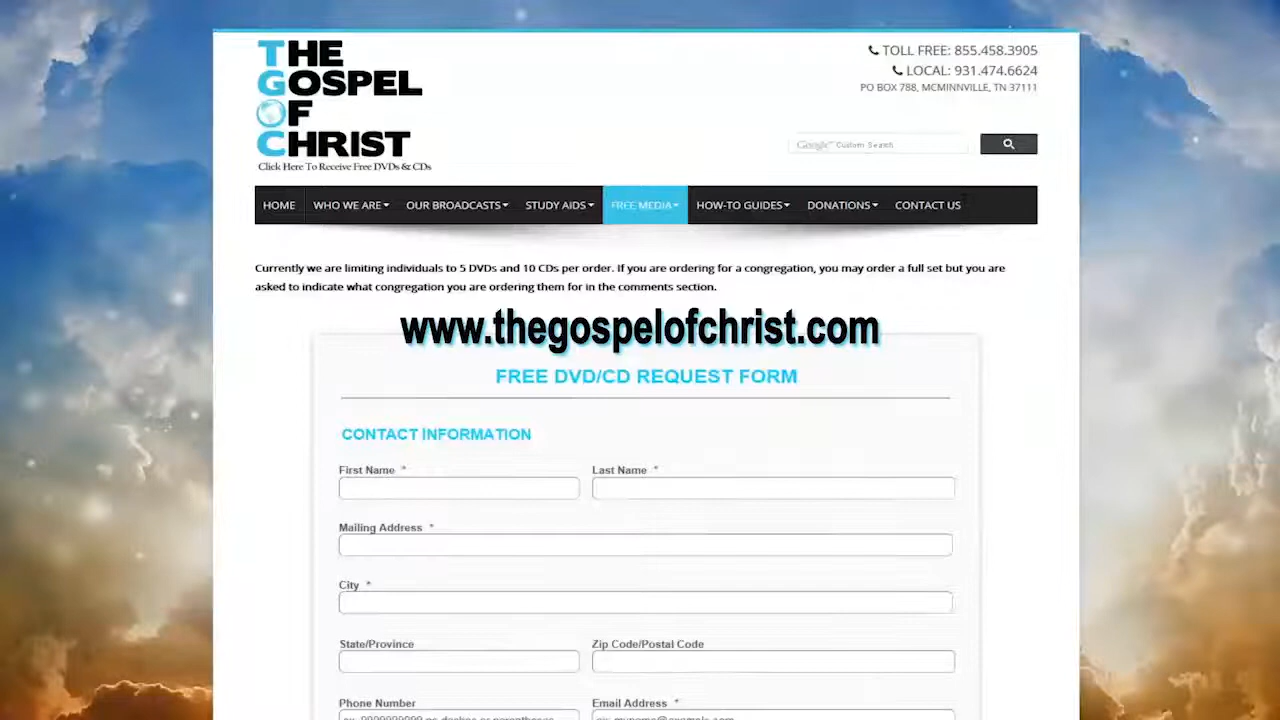 THE
GOSPEL
OF
CHRIST
Click Here To Receive Free DVDs & CDs
TOLL FREE: 855.458.3905
LOCAL: 931.474.6624
PO BOX 788, MCMINNVILLE, TN 37111
Google Custom Search
HOME WHO WE ARE OUR BROADCASTS STUDY AIDS FREE MEDIA HOW-TO GUIDES DONATIONS CONTACT US
Currently we are limiting individuals to 5 DVDs and 10 CDs per order. If you are ordering for a congregation, you may order a full set but you are
asked to indicate what congregation you are ordering them for in the comments section.
www.thegospelofchrist.com
FREE DVD/CD REQUEST FORM
CONTACT INFORMATION
First Name * Last Name *
Mailing Address *
City *
State/Province Zip Code/Postal Code
Phone Number Email Address *